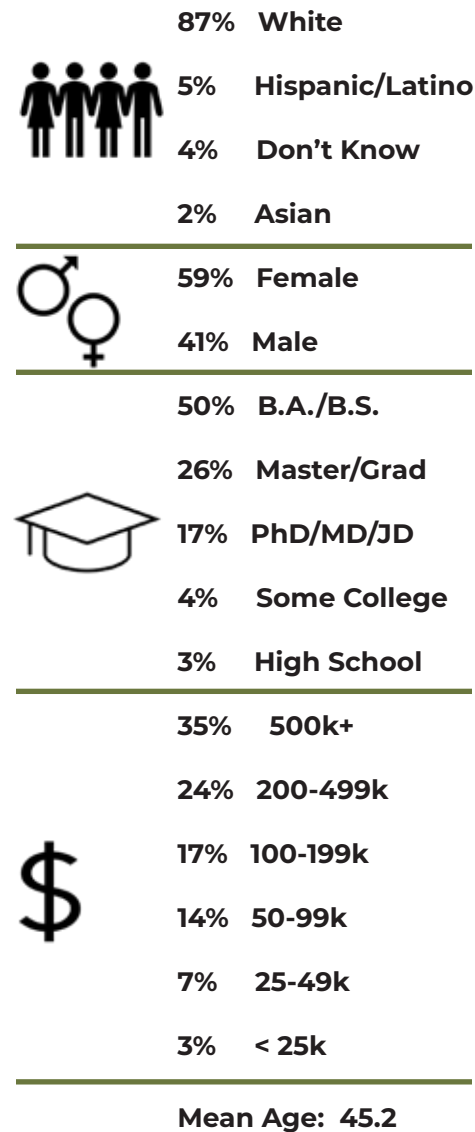 87% White
5% Hispanic/Latino
4% Don't Know
2% Asian
59% Female
41% Male
50% B.A./B.S.
26% Master/Grad
17% PhD/MD/JD
4% Some College
3% High School
35% 500k+
24% 200-499k
17% 100-199k
14% 50-99k
7% 25-49k
3% < 25k
$
Mean Age: 45.2